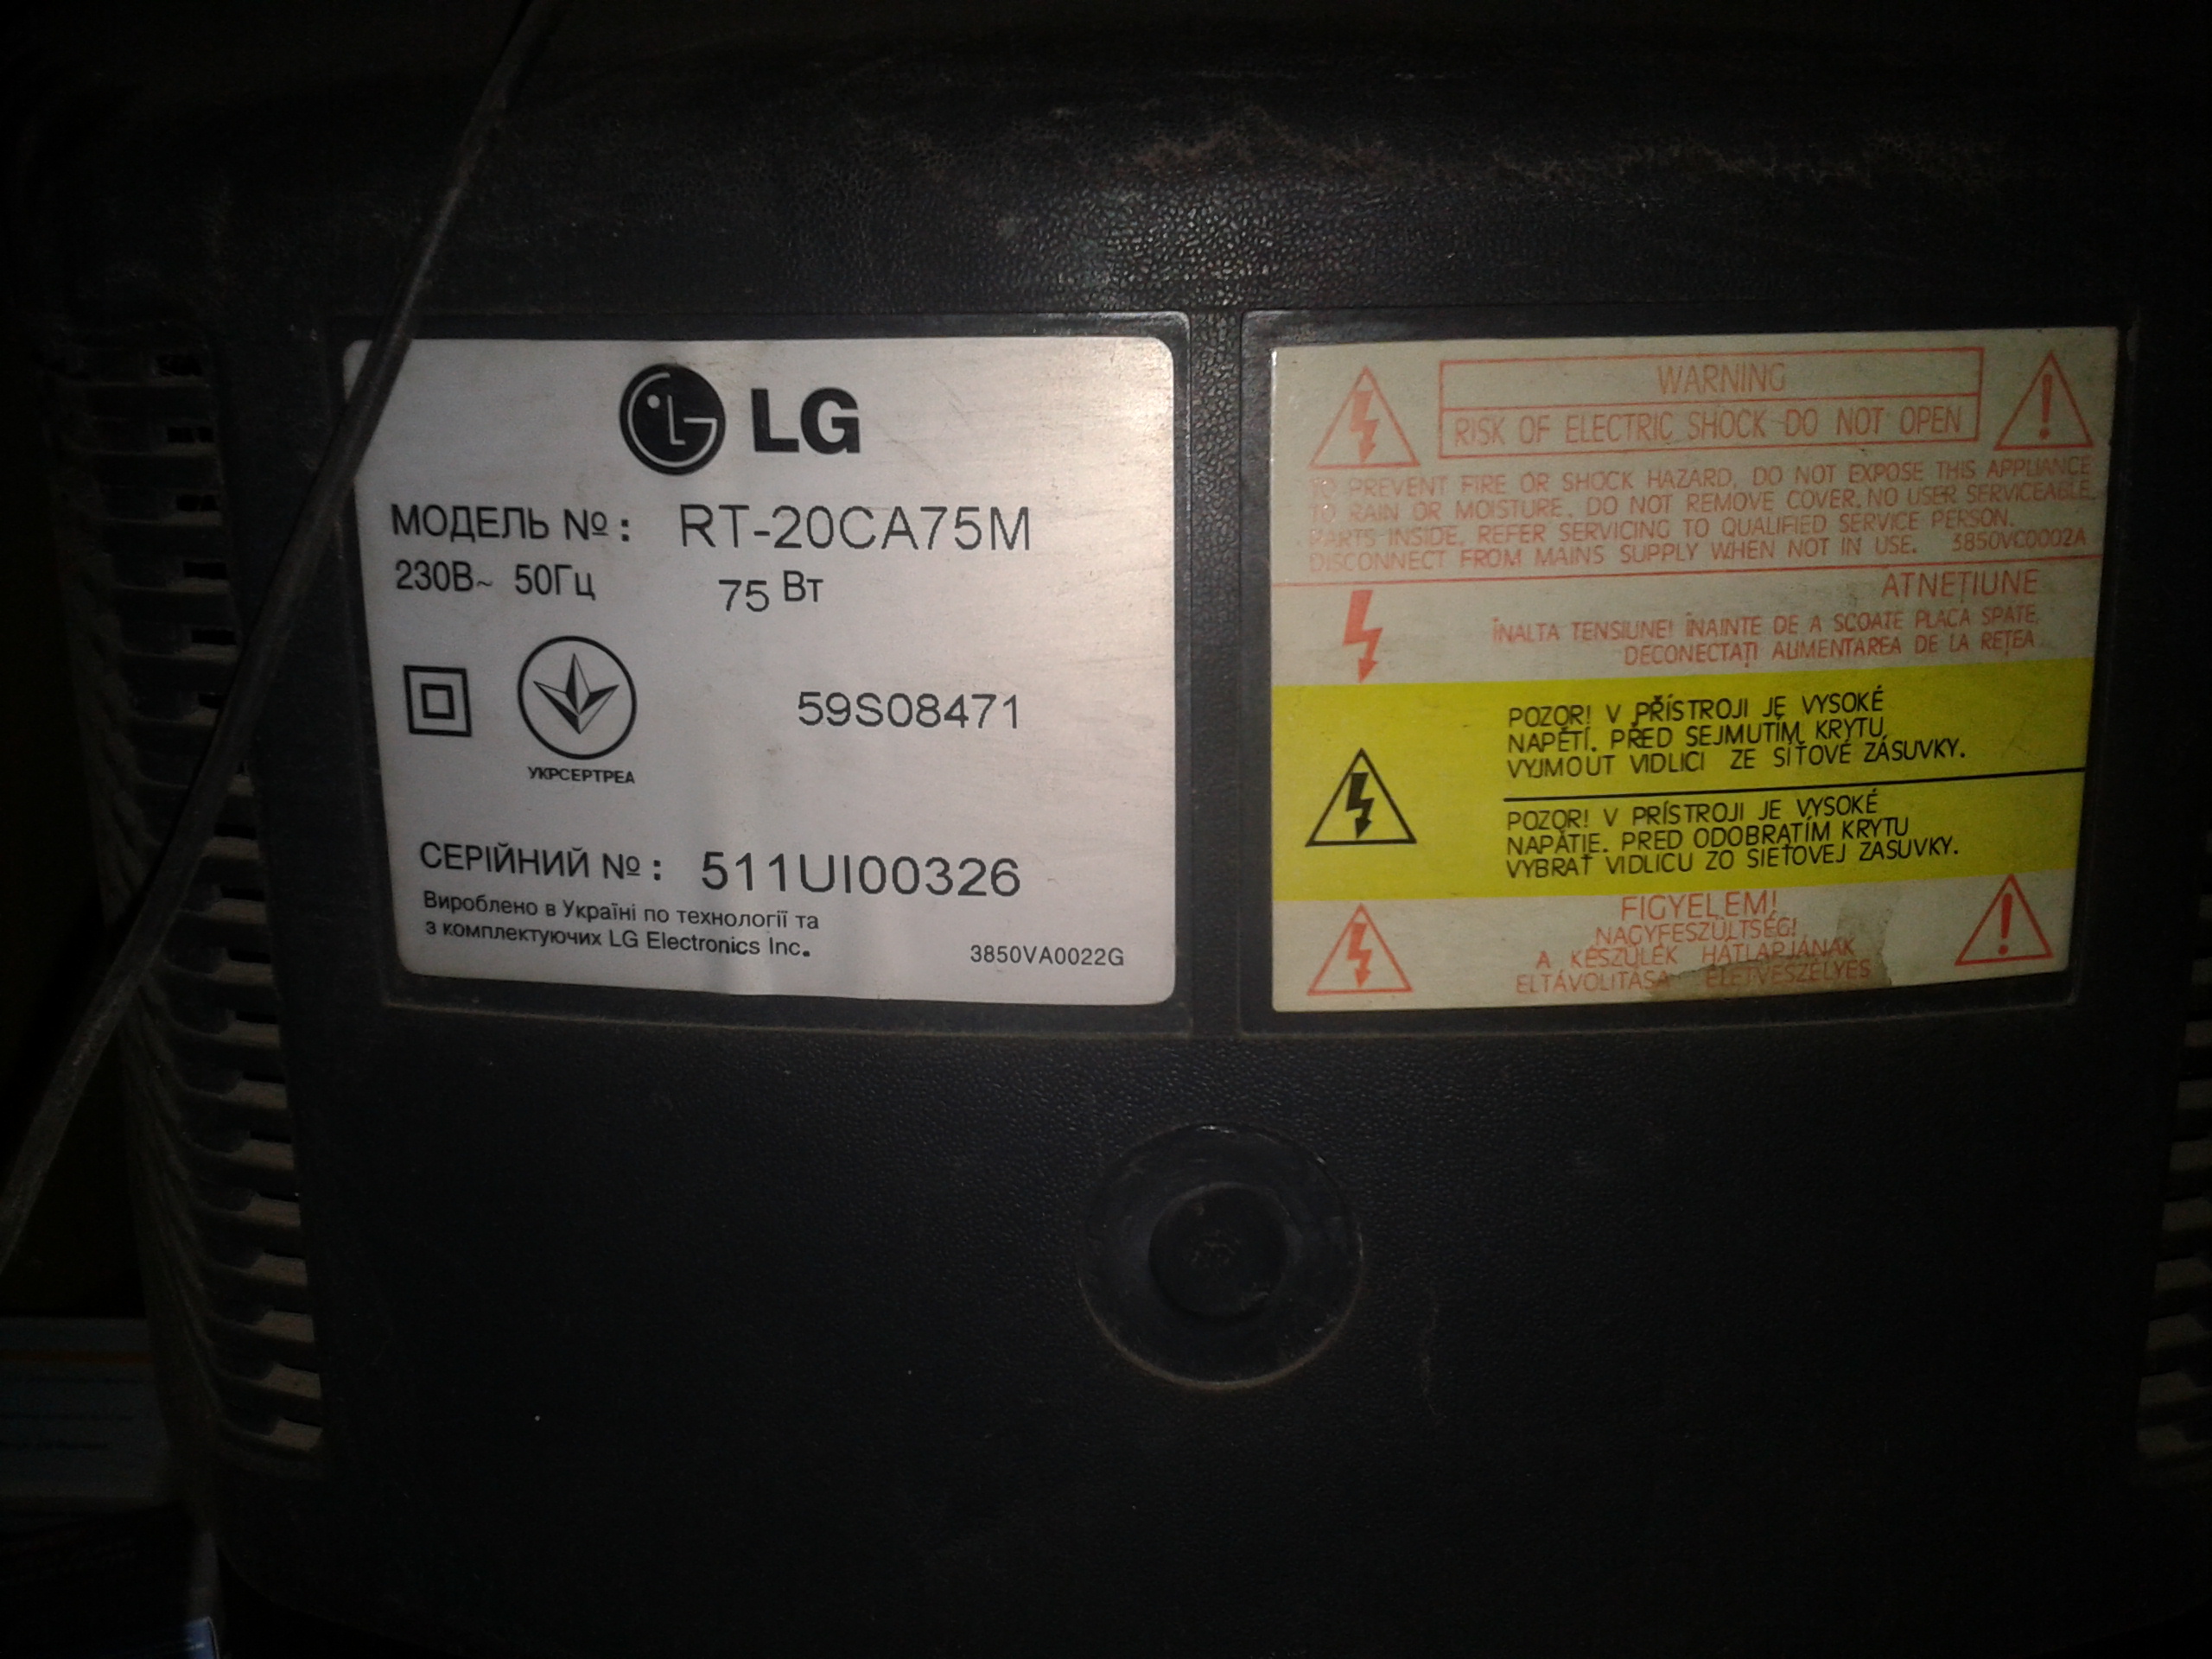 LG
МОДЕЛЬ №: RT-20CA75M
230В~ 50Гц 75 Вт
59S08471
УКРСЕРТРЕА
СЕРІЙНИЙ №: 511UI00326
Вироблено в Україні по технології та
з комплектуючих LG Electronics Inc.
3850VA0022G
WARNING
RISK OF ELECTRIC SHOCK DO NOT OPEN
TO PREVENT FIRE OR SHOCK HAZARD, DO NOT EXPOSE THIS APPLIANCE
TO RAIN OR MOISTURE. DO NOT REMOVE COVER. NO USER SERVICEABLE
PARTS INSIDE. REFER SERVICING TO QUALIFIED SERVICE PERSON.
DISCONNECT FROM MAINS SUPPLY WHEN NOT IN USE. 3850VC0002A
ATNEȚIUNE
ÎNALTA TENSIUNE! ÎNAINTE DE A SCOATE PLACA SPATE,
DECONECTAȚI ALIMENTAREA DE LA REȚEA
POZOR! V PŘÍSTROJI JE VYSOKÉ
NAPĚTÍ. PŘED SEJMUTÍM KRYTU,
VYJMOUT VIDLICI ZE SÍŤOVÉ ZÁSUVKY.
POZOR! V PRÍSTROJI JE VYSOKÉ
NAPÁTIE. PRED ODOBRATÍM KRYTU
VYBRAŤ VIDLICU ZO SIEŤOVEJ ZASUVKY.
FIGYELEM!
NAGYFESZÜLTSÉG!
A KÉSZÜLÉK HÁTLAPJÁNAK
ELTÁVOLITÁSA ÉLETVESZÉLYES